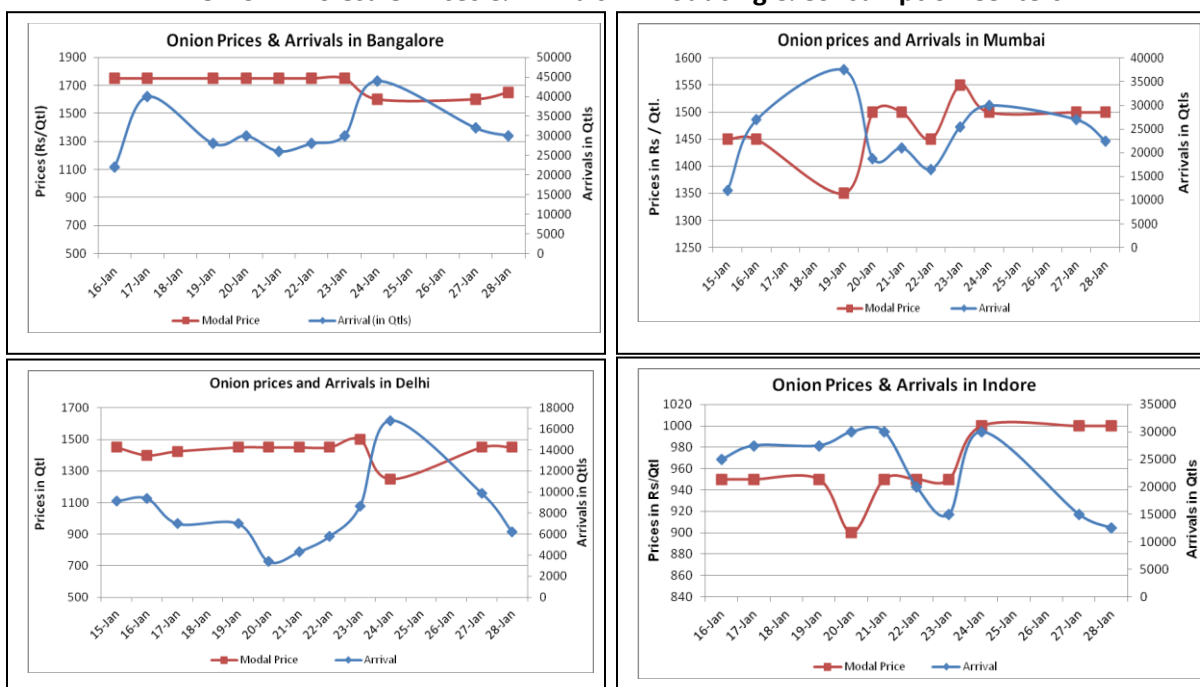 Onion Prices & Arrivals in Bangalore
Prices (Rs/Qtl)
1900
1700
1500
1300
1100
900
700
500
50000
45000
40000
35000
30000
25000
20000
15000
10000
5000
0
Arrivals in Qtls
16-Jan
17-Jan
18-Jan
19-Jan
20-Jan
21-Jan
22-Jan
23-Jan
24-Jan
25-Jan
26-Jan
27-Jan
28-Jan
Modal Price
Arrival (in Qtls)
Onion prices and Arrivals in Mumbai
Prices in Rs / Qtl.
1600
1550
1500
1450
1400
1350
1300
1250
40000
35000
30000
25000
20000
15000
10000
5000
0
Arrivals in Qtls
15-Jan
16-Jan
17-Jan
18-Jan
19-Jan
20-Jan
21-Jan
22-Jan
23-Jan
24-Jan
25-Jan
26-Jan
27-Jan
28-Jan
Modal Price
Arrival
Onion prices and Arrivals in Delhi
Prices in Qtl
1700
1500
1300
1100
900
700
500
18000
16000
14000
12000
10000
8000
6000
4000
2000
0
Arrivals in Qtls
15-Jan
16-Jan
17-Jan
18-Jan
19-Jan
20-Jan
21-Jan
22-Jan
23-Jan
24-Jan
25-Jan
26-Jan
27-Jan
28-Jan
Modal Price
Arrival
Onion Prices & Arrivals in Indore
Prices in Rs/Qtl
1020
1000
980
960
940
920
900
880
860
840
35000
30000
25000
20000
15000
10000
5000
0
Arrivals in Qtls
16-Jan
17-Jan
18-Jan
19-Jan
20-Jan
21-Jan
22-Jan
23-Jan
24-Jan
25-Jan
26-Jan
27-Jan
28-Jan
Modal Price
Arrival